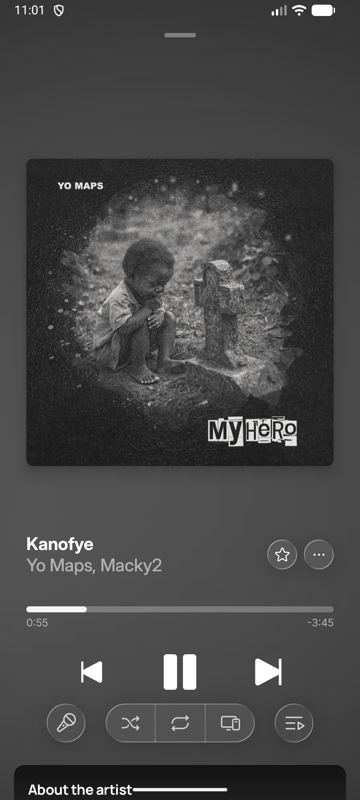 11:01
YO MAPS
MyHeRo
Kanofye
Yo Maps, Macky2
0:55
-3:45
About the artist